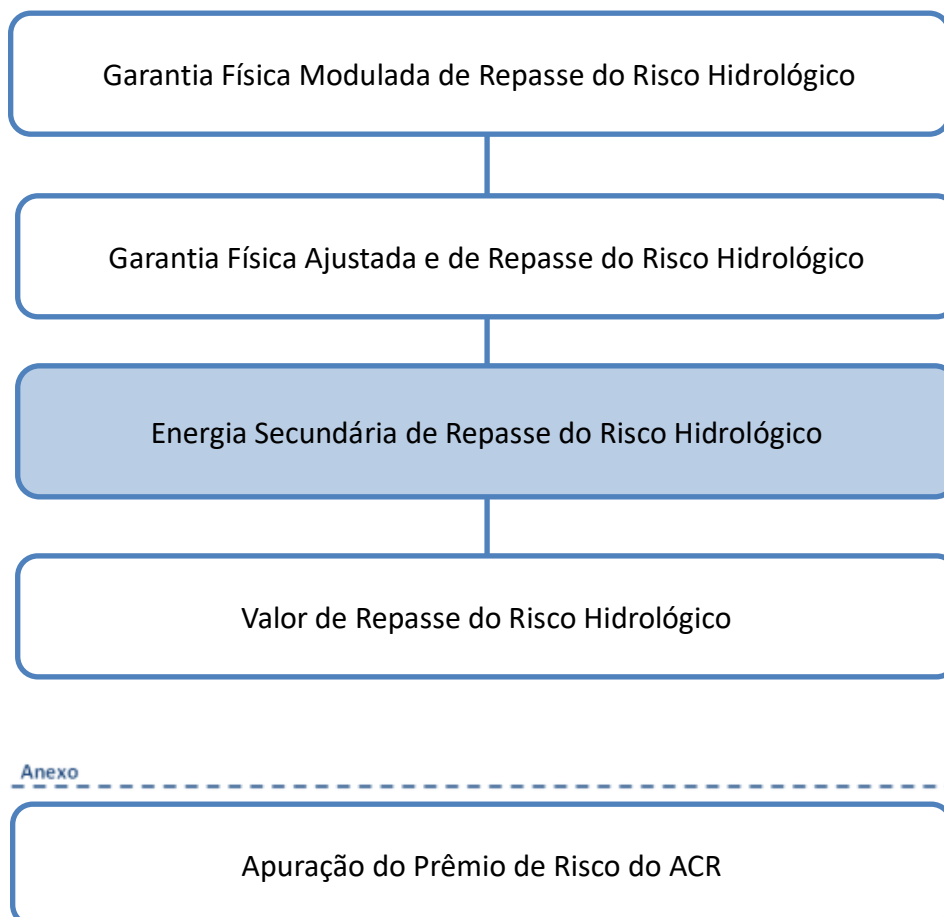 Garantia Física Modulada de Repasse do Risco Hidrológico
Garantia Física Ajustada e de Repasse do Risco Hidrológico
Energia Secundária de Repasse do Risco Hidrológico
Valor de Repasse do Risco Hidrológico
Anexo
Apuração do Prêmio de Risco do ACR